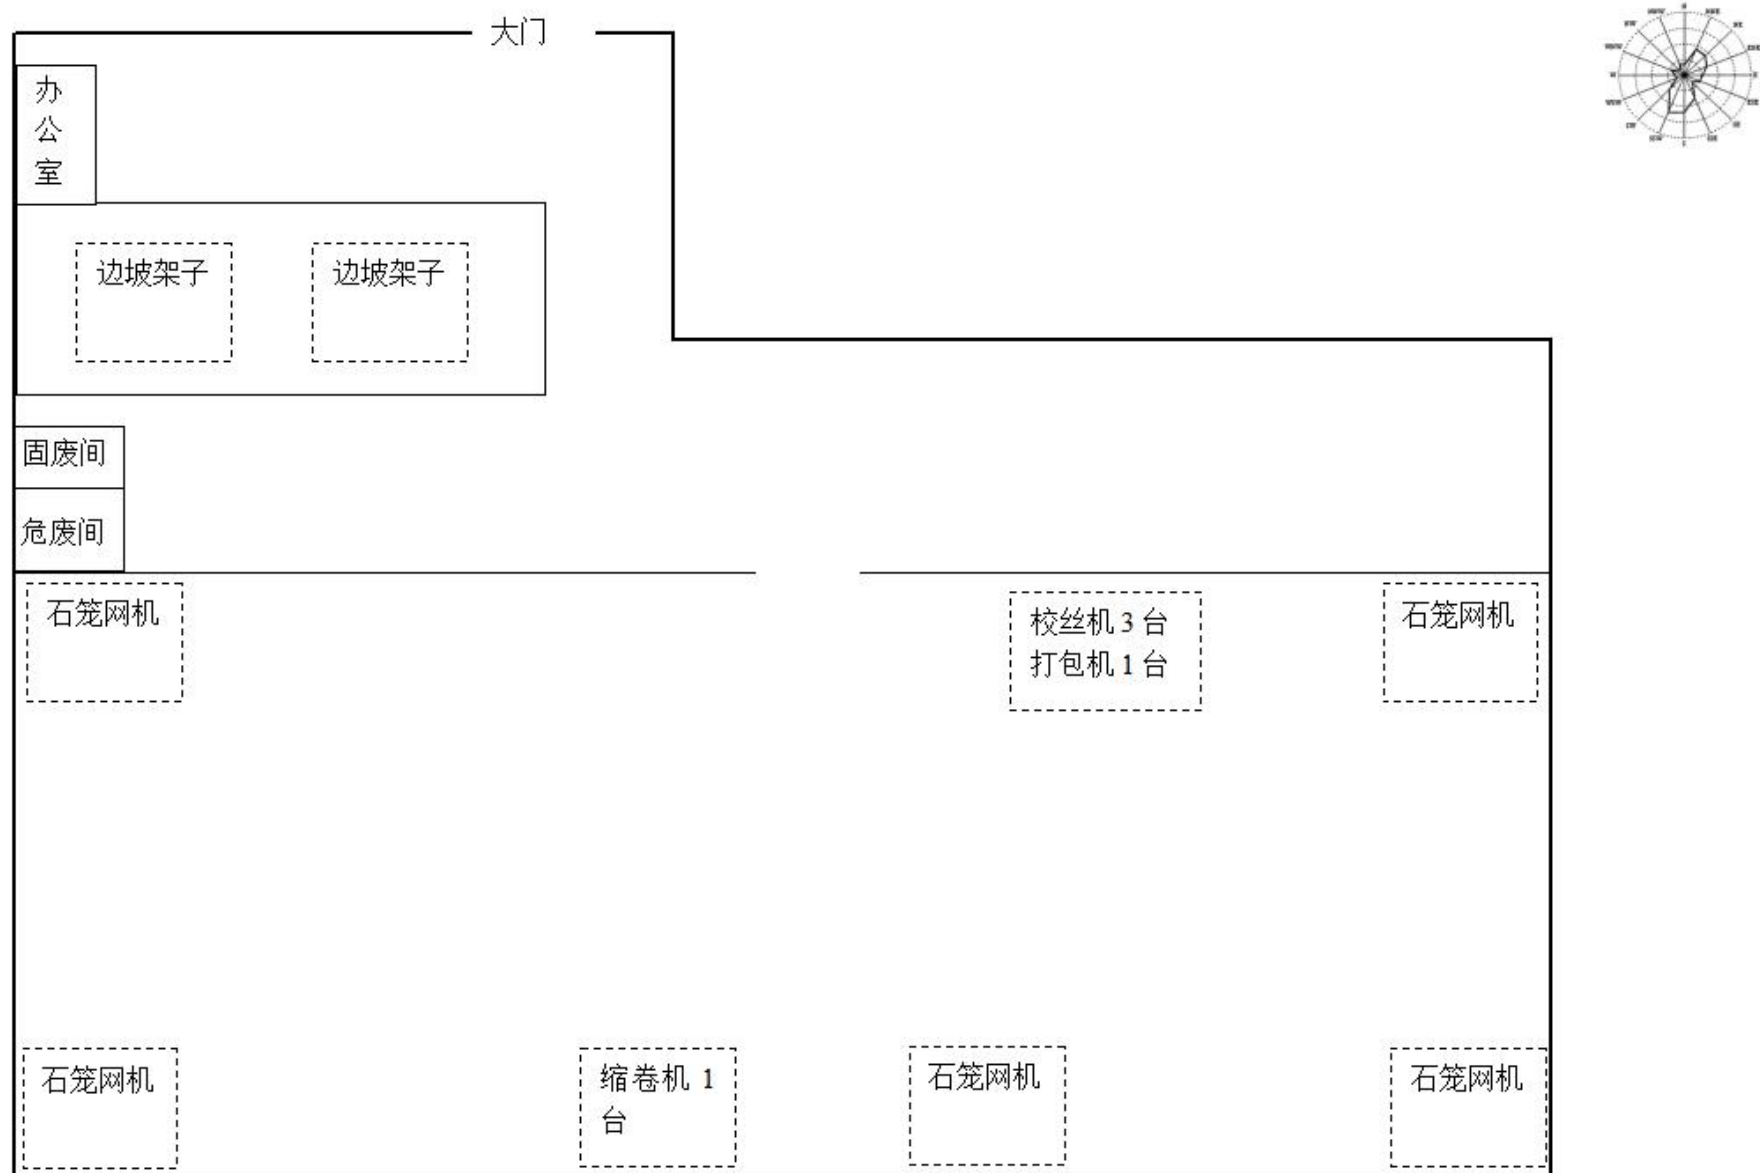 大门
办
公
室
边坡架子
边坡架子
固废间
危废间
石笼网机
校丝机 3 台
打包机 1 台
石笼网机
石笼网机
缩卷机 1
台
石笼网机
石笼网机